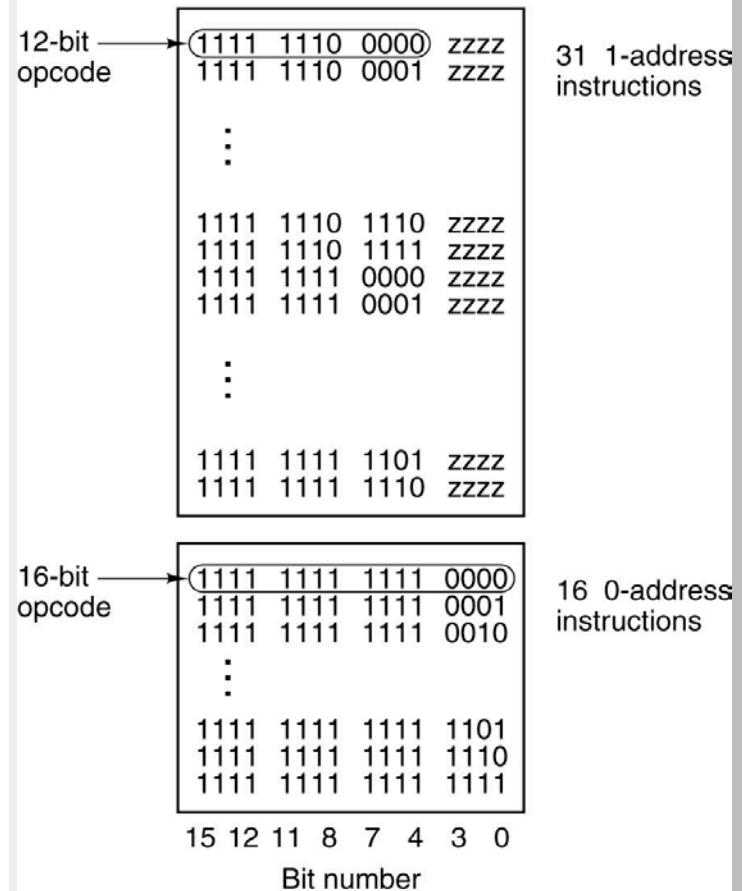 12-bit opcode
1111 1110 0000 zzzz
1111 1110 0001 zzzz
31 1-address instructions
1111 1110 1110 zzzz
1111 1110 1111 zzzz
1111 1111 0000 zzzz
1111 1111 0001 zzzz
1111 1111 1101 zzzz
1111 1111 1110 zzzz
16-bit opcode
1111 1111 1111 0000
1111 1111 1111 0001
1111 1111 1111 0010
16 0-address instructions
1111 1111 1111 1101
1111 1111 1111 1110
1111 1111 1111 1111
15 12 11 8 7 4 3 0
Bit number